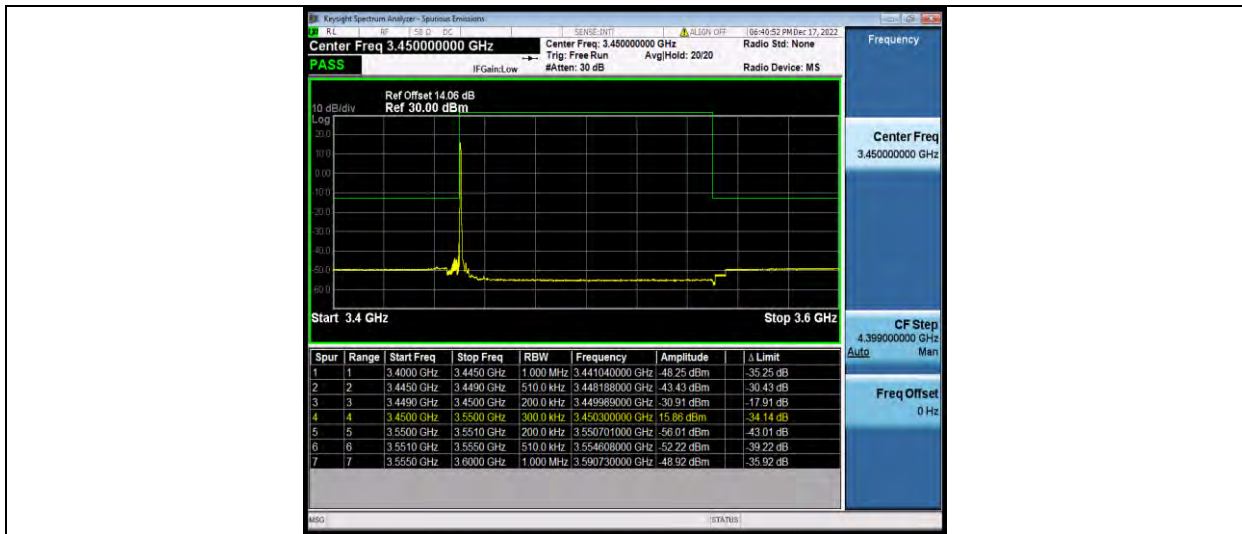 Keysight Spectrum Analyzer - Spurious Emissions
RL RF 50 Ω DC SENSE:INT ALIGN OFF 06:40:52 PM Dec 17, 2022
Center Freq 3.450000000 GHz Center Freq: 3.450000000 GHz Radio Std: None
Trig: Free Run Avg|Hold: 20/20
PASS IFGain:Low #Atten: 30 dB Radio Device: MS
Ref Offset 14.06 dB
10 dB/div Ref 30.00 dBm
Log
20.0
10.0
0.00
-10.0
-20.0
-30.0
-40.0
-50.0
-60.0
Start 3.4 GHz Stop 3.6 GHz
Spur Range Start Freq Stop Freq RBW Frequency Amplitude Δ Limit
1 1 3.4000 GHz 3.4450 GHz 1.000 MHz 3.441040000 GHz -48.25 dBm -35.25 dB
2 2 3.4450 GHz 3.4490 GHz 510.0 kHz 3.448188000 GHz -43.43 dBm -30.43 dB
3 3 3.4490 GHz 3.4500 GHz 200.0 kHz 3.449989000 GHz -30.91 dBm -17.91 dB
4 4 3.4500 GHz 3.5500 GHz 300.0 kHz 3.450300000 GHz 15.86 dBm -34.14 dB
5 5 3.5500 GHz 3.5510 GHz 200.0 kHz 3.550701000 GHz -56.01 dBm -43.01 dB
6 6 3.5510 GHz 3.5550 GHz 510.0 kHz 3.554608000 GHz -52.22 dBm -39.22 dB
7 7 3.5550 GHz 3.6000 GHz 1.000 MHz 3.590730000 GHz -48.92 dBm -35.92 dB
MSG STATUS
Frequency
Center Freq
3.450000000 GHz
CF Step
4.399000000 GHz
Auto Man
Freq Offset
0 Hz